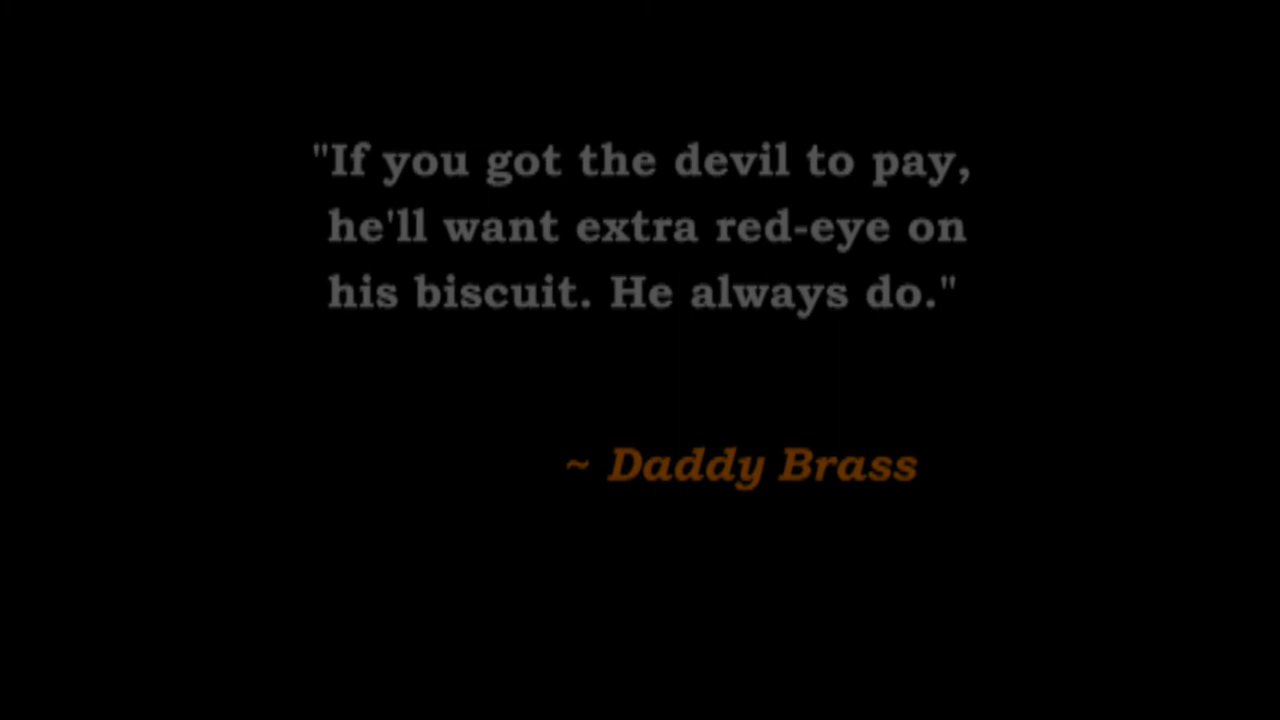 "If you got the devil to pay,
he'll want extra red-eye on
his biscuit. He always do."
~ Daddy Brass